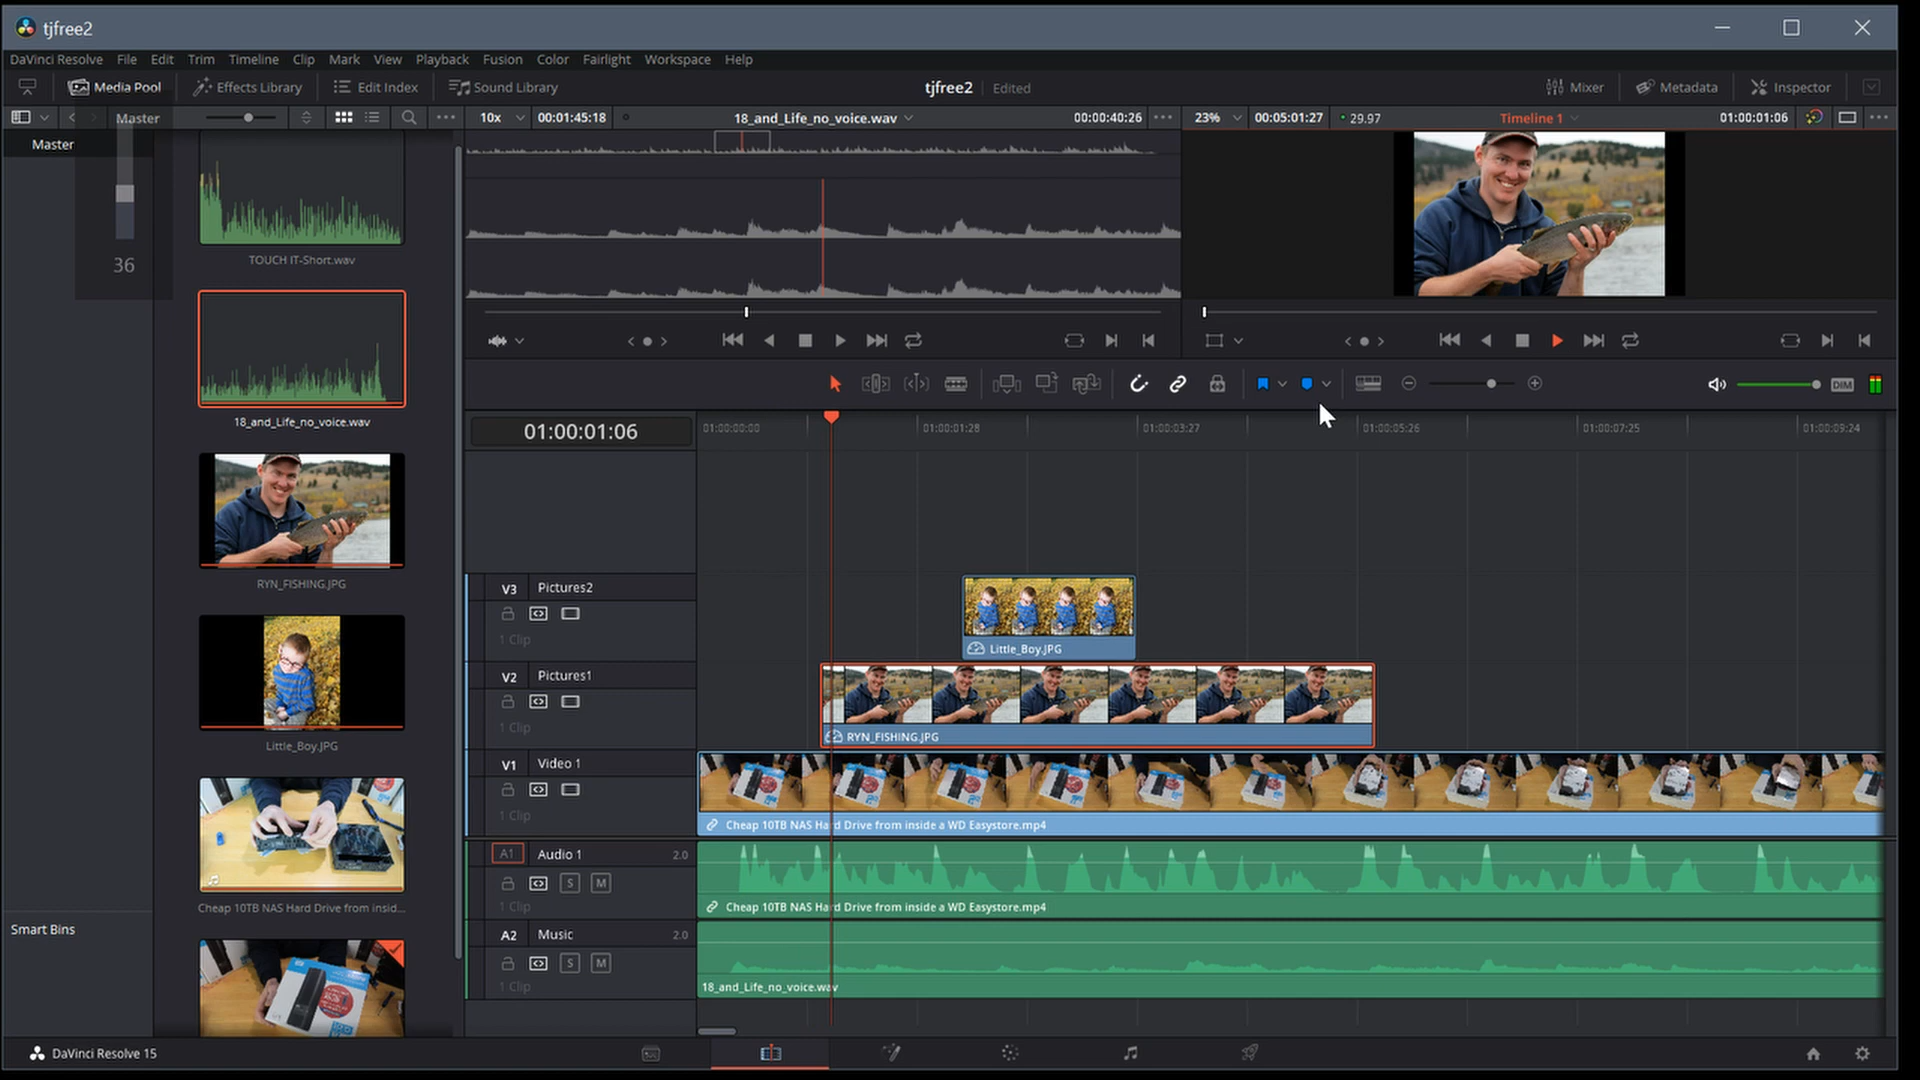 tjfree2
DaVinci Resolve File Edit Trim Timeline Clip Mark View Playback Fusion Color Fairlight Workspace Help
Media Pool Effects Library Edit Index Sound Library tjfree2 Edited Mixer Metadata Inspector
Master 10x 00:01:45:18 18_and_Life_no_voice.wav 00:00:40:26 23% 00:05:01:27 29.97 Timeline 1 01:00:01:06
Master
36
TOUCH IT-Short.wav
18_and_Life_no_voice.wav
RYN_FISHING.JPG
Little_Boy.JPG
Cheap 10TB NAS Hard Drive from insid...
Smart Bins
DIM
01:00:01:06 01:00:00:00 01:00:01:28 01:00:03:27 01:00:05:26 01:00:07:25 01:00:09:24
V3 Pictures2
1 Clip
Little_Boy.JPG
V2 Pictures1
1 Clip
RYN_FISHING.JPG
V1 Video 1
1 Clip
Cheap 10TB NAS Hard Drive from inside a WD Easystore.mp4
A1 Audio 1 2.0
S M
1 Clip
Cheap 10TB NAS Hard Drive from inside a WD Easystore.mp4
A2 Music 2.0
S M
1 Clip
18_and_Life_no_voice.wav
DaVinci Resolve 15